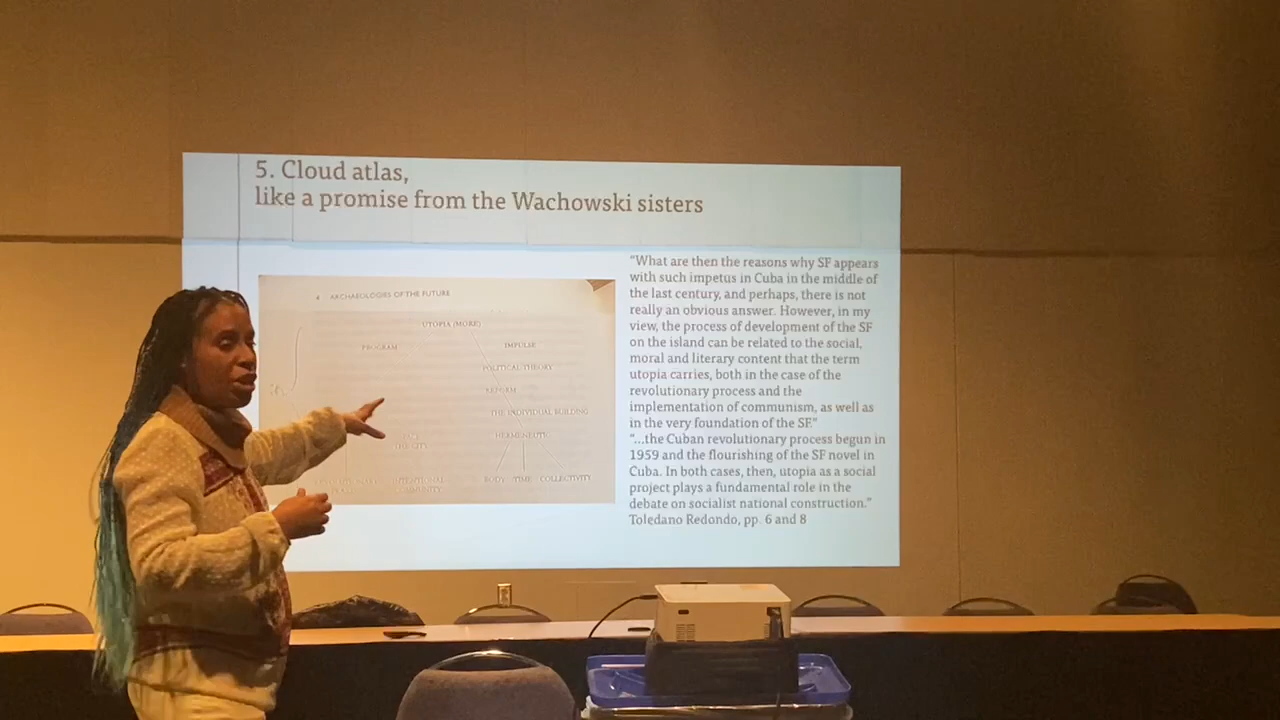 5. Cloud atlas,
like a promise from the Wachowski sisters
4 ARCHAEOLOGIES OF THE FUTURE
UTOPIA (MORE)
PROGRAM
IMPULSE
POLITICAL THEORY
REFORM
THE INDIVIDUAL BUILDING
HERMENEUTIC
THE CITY
INTENTIONAL
COMMUNITY
BODY TIME COLLECTIVITY
"What are then the reasons why SF appears
with such impetus in Cuba in the middle of
the last century, and perhaps, there is not
really an obvious answer. However, in my
view, the process of development of the SF
on the island can be related to the social,
moral and literary content that the term
utopia carries, both in the case of the
revolutionary process and the
implementation of communism, as well as
in the very foundation of the SF."
"...the Cuban revolutionary process begun in
1959 and the flourishing of the SF novel in
Cuba. In both cases, then, utopia as a social
project plays a fundamental role in the
debate on socialist national construction."
Toledano Redondo, pp. 6 and 8